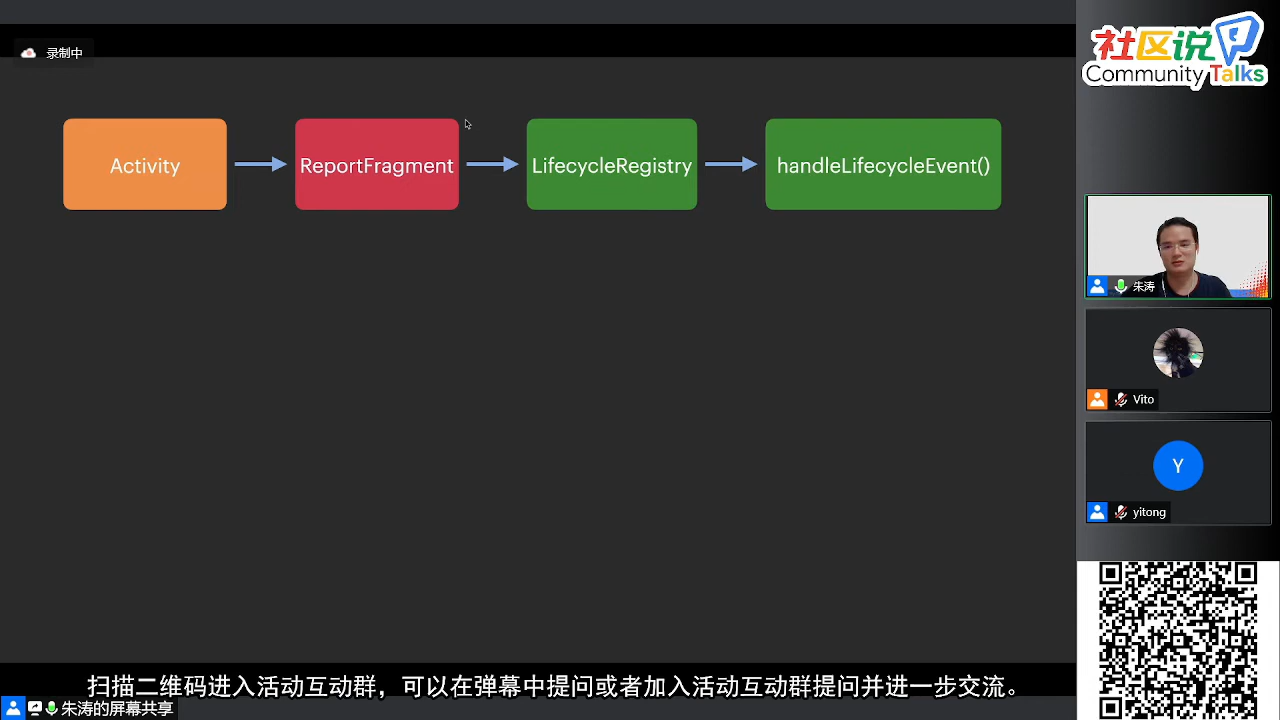 录制中
Activity
ReportFragment
LifecycleRegistry
handleLifecycleEvent()
社区说
Community Talks
朱涛
Vito
Y
yitong
扫描二维码进入活动互动群，可以在弹幕中提问或者加入活动互动群提问并进一步交流。
朱涛的屏幕共享